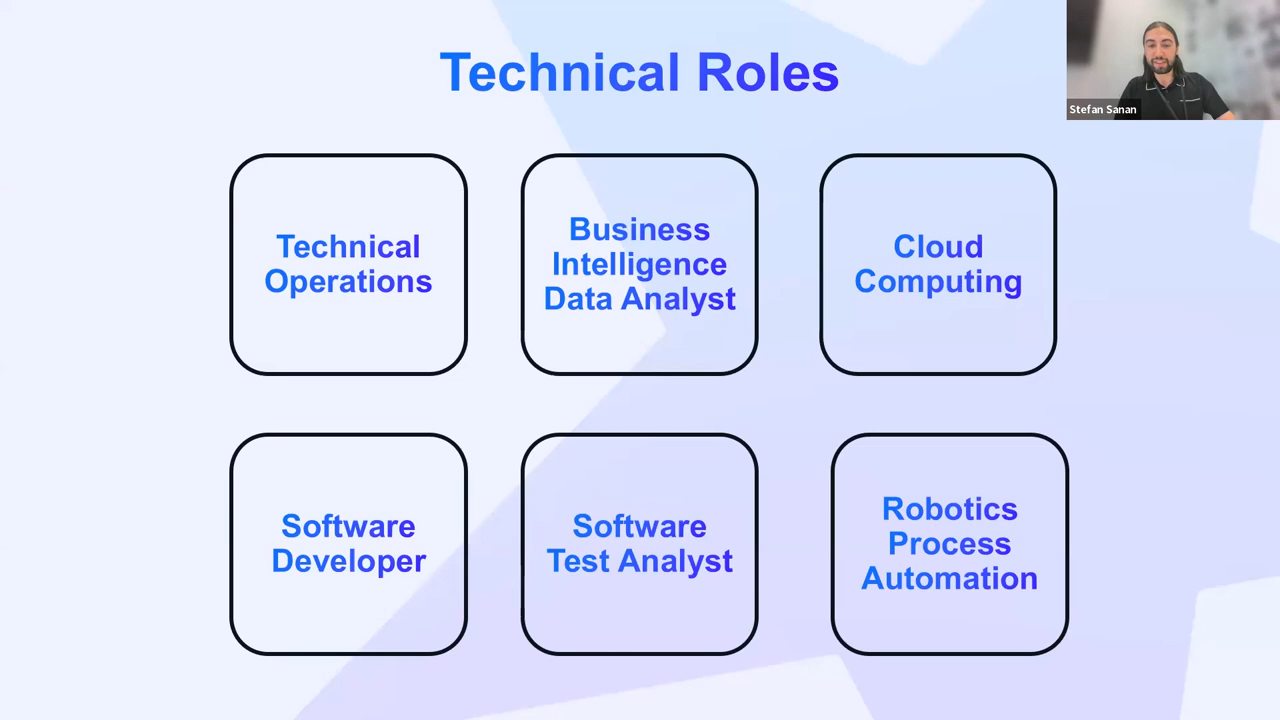 Technical Roles
Stefan Sanan
Technical
Operations
Business
Intelligence
Data Analyst
Cloud
Computing
Software
Developer
Software
Test Analyst
Robotics
Process
Automation